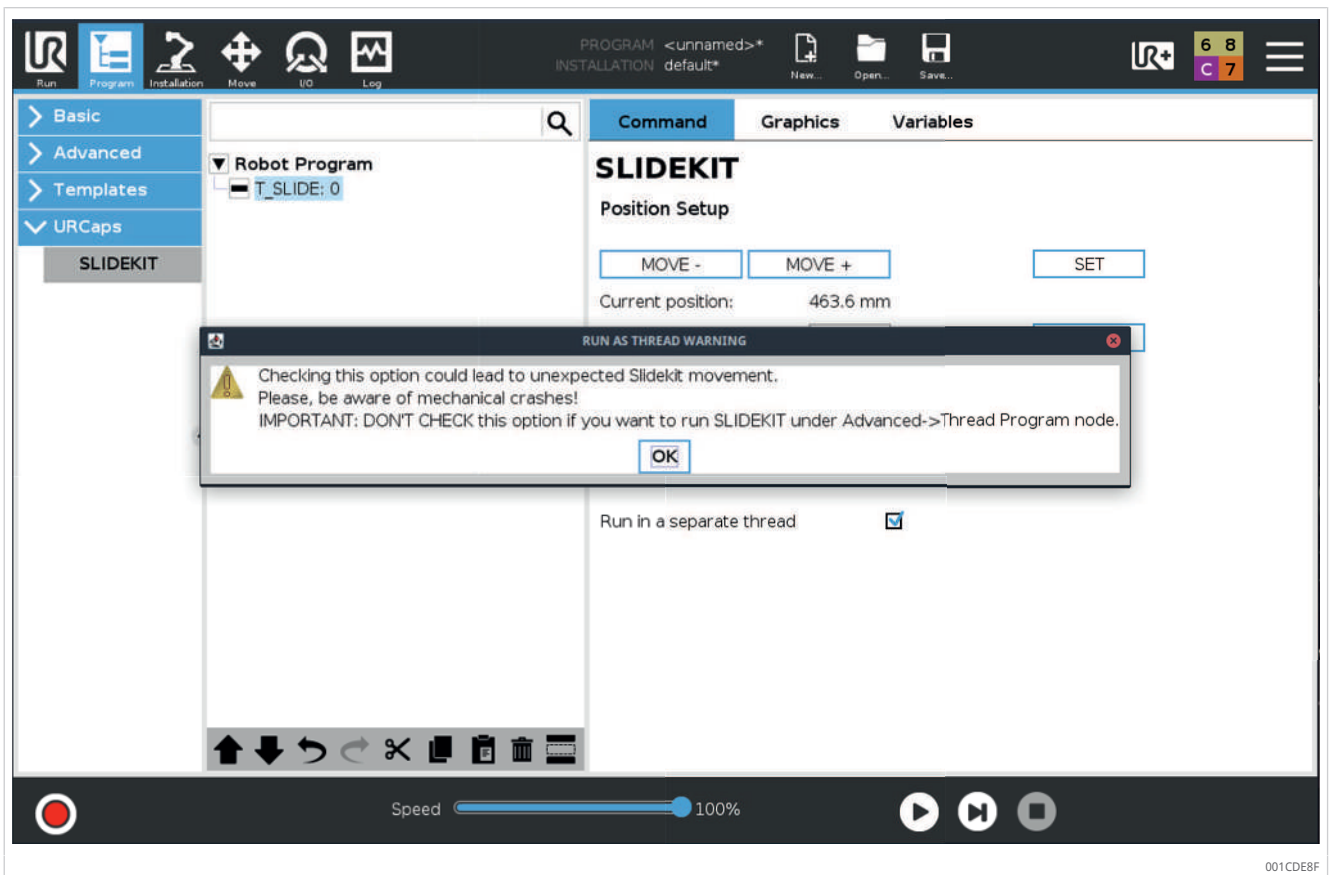 PROGRAM <unnamed>*
INSTALLATION default*
Run
Program
Installation
Move
I/O
Log
New...
Open...
Save...
UR+
6 8
C 7
Basic
Advanced
Templates
URCaps
SLIDEKIT
Robot Program
T_SLIDE: 0
Command
Graphics
Variables
SLIDEKIT
Position Setup
MOVE -
MOVE +
SET
Current position:
463.6 mm
RUN AS THREAD WARNING
Checking this option could lead to unexpected Slidekit movement.
Please, be aware of mechanical crashes!
IMPORTANT: DON'T CHECK this option if you want to run SLIDEKIT under Advanced->Thread Program node.
OK
Run in a separate thread
Speed
100%
001CDE8F